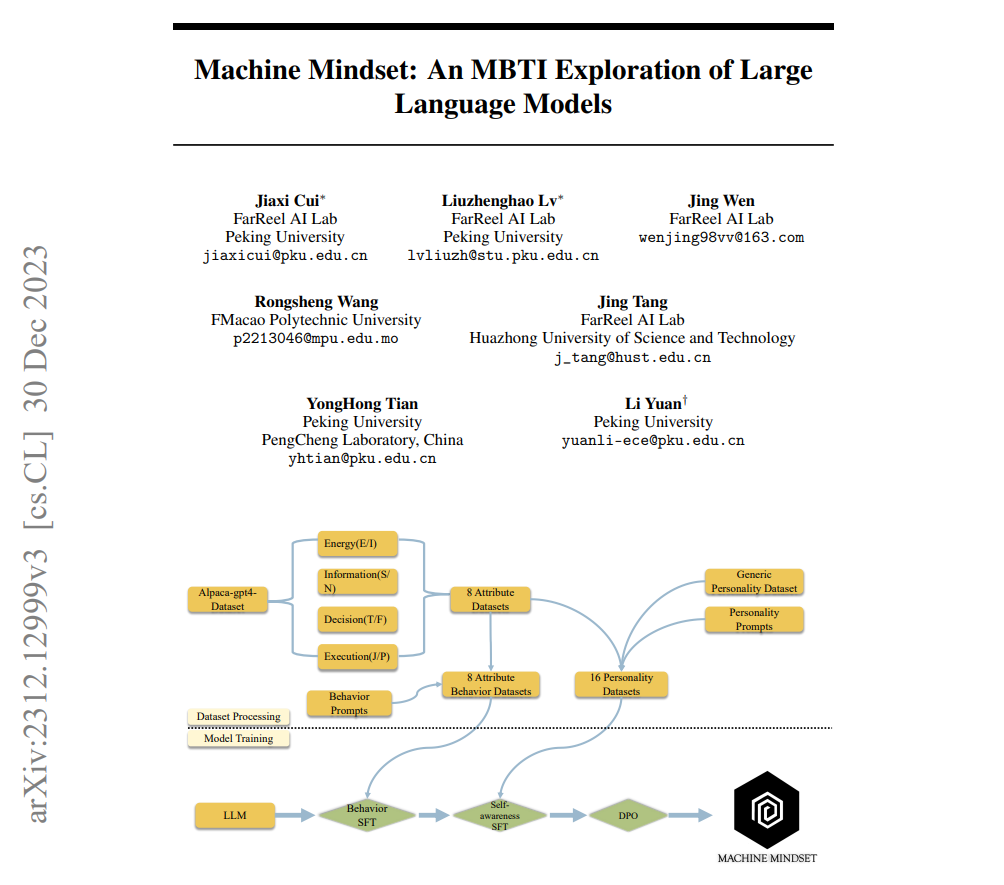 Machine Mindset: An MBTI Exploration of Large
Language Models
Jiaxi Cui*
FarReel AI Lab
Peking University
jiaxicui@pku.edu.cn
Liuzhenghao Lv*
FarReel AI Lab
Peking University
lvliuzh@stu.pku.edu.cn
Jing Wen
FarReel AI Lab
wenjing98vv@163.com
Rongsheng Wang
FMacao Polytechnic University
p2213046@mpu.edu.mo
Jing Tang
FarReel AI Lab
Huazhong University of Science and Technology
j_tang@hust.edu.cn
YongHong Tian
Peking University
PengCheng Laboratory, China
yhtian@pku.edu.cn
Li Yuan†
Peking University
yuanli-ece@pku.edu.cn
arXiv:2312.12999v3 [cs.CL] 30 Dec 2023
Alpaca-gpt4-
Dataset
Energy(E/I)
Information(S/
N)
Decision(T/F)
Execution(J/P)
8 Attribute
Datasets
Generic
Personality Dataset
Personality
Prompts
Behavior
Prompts
8 Attribute
Behavior Datasets
16 Personality
Datasets
Dataset Processing
Model Training
LLM
Behavior
SFT
Self-
awareness
SFT
DPO
MACHINE MINDSET